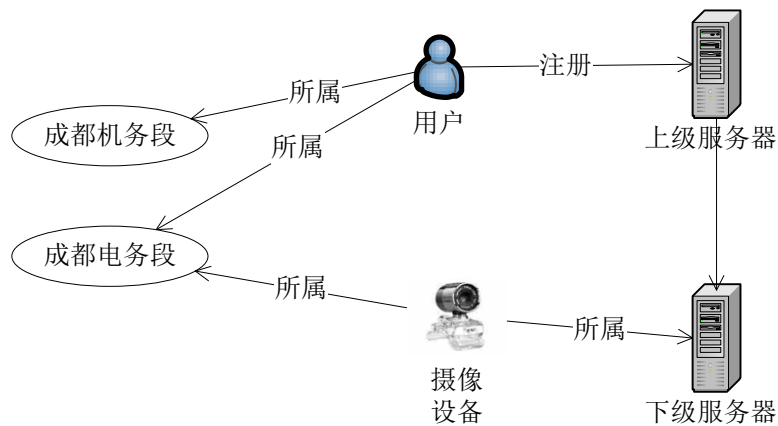 所属
注册
成都机务段
用户
上级服务器
所属
成都电务段
所属
所属
摄像
设备
下级服务器